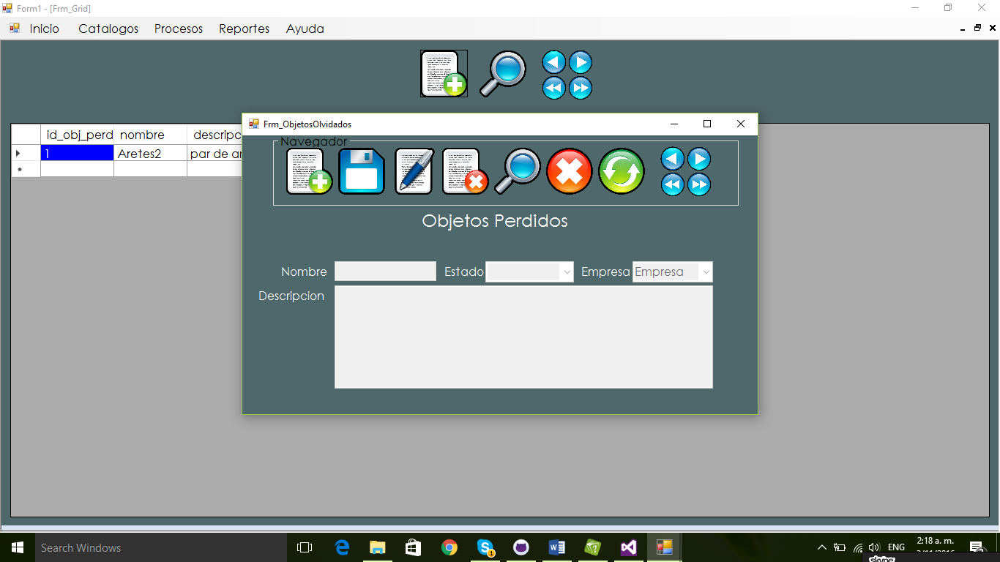 Form1 - [Frm_Grid]
Inicio Catalogos Procesos Reportes Ayuda
id_obj_perd nombre descripc
1 Aretes2 par de ar
*
Frm_ObjetosOlvidados
Navegador
Objetos Perdidos
Nombre Estado Empresa Empresa
Descripcion
Search Windows
ENG
2:18 a. m.
skype